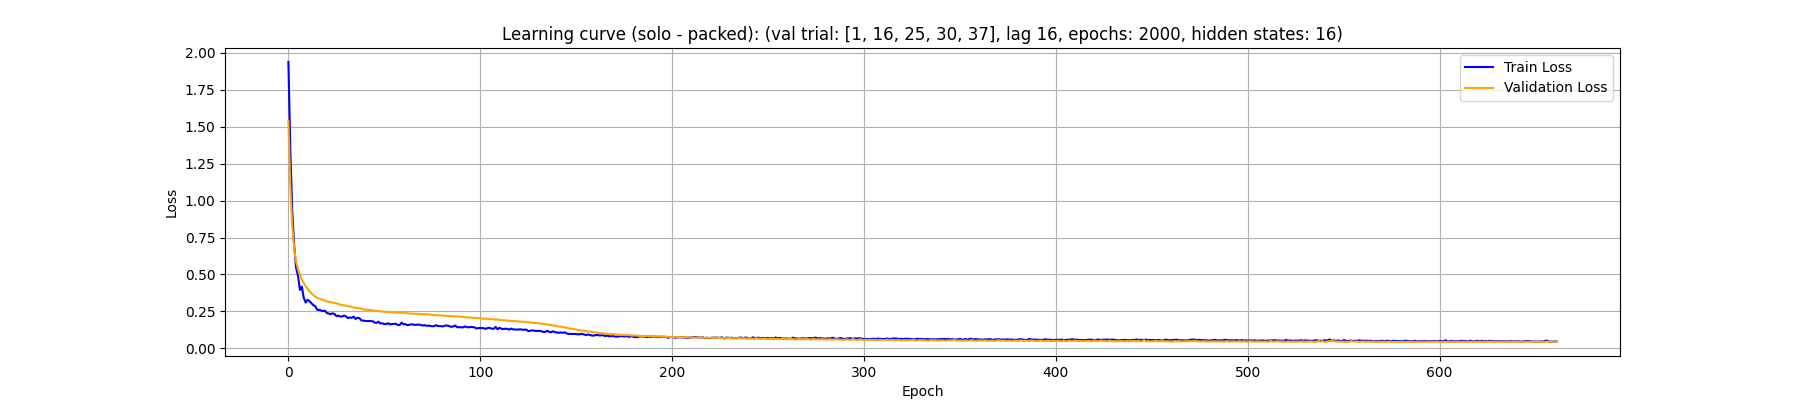 Learning curve (solo - packed): (val trial: [1, 16, 25, 30, 37], lag 16, epochs: 2000, hidden states: 16)
Train Loss
Validation Loss
2.00
1.75
1.50
1.25
1.00
0.75
0.50
0.25
0.00
Loss
0 100 200 300 400 500 600
Epoch